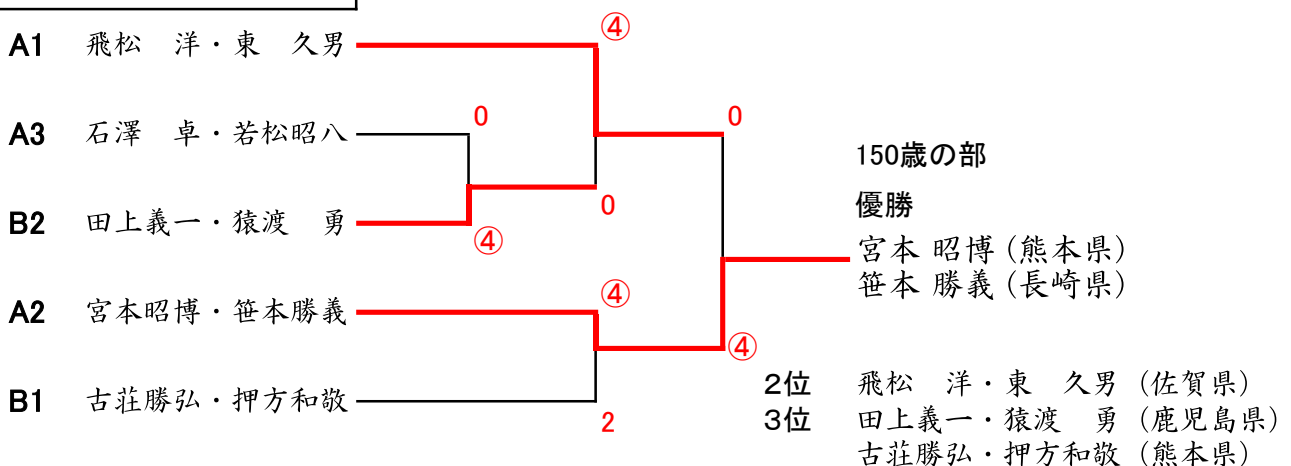 ④
A1 飛松　洋・東　久男
0 0
A3 石澤　卓・若松昭八
150歳の部
優勝
0
B2 田上義一・猿渡　勇
④
宮本 昭博（熊本県）
笹本 勝義（長崎県）
④
A2 宮本昭博・笹本勝義
④
2位 飛松　洋・東　久男（佐賀県）
B1 古荘勝弘・押方和敬
2
3位 田上義一・猿渡　勇（鹿児島県）
古荘勝弘・押方和敬（熊本県）